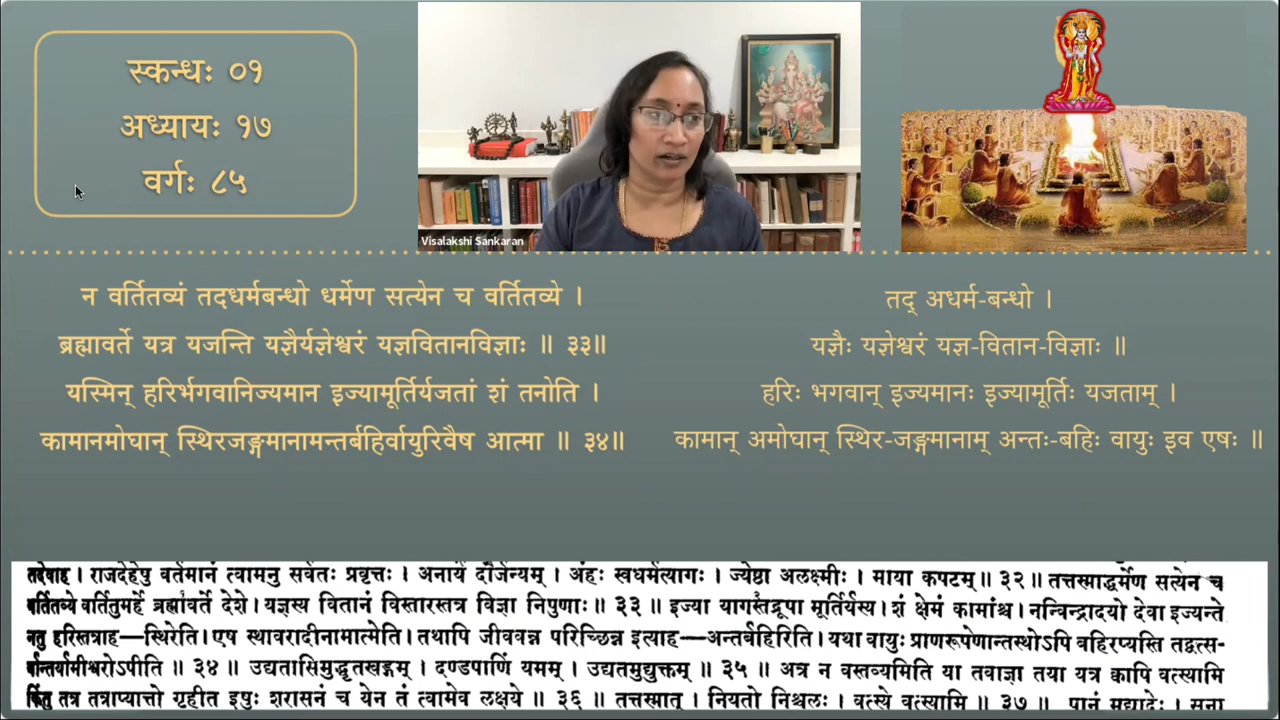 स्कन्धः ०१
अध्यायः १७
वर्गः ८५
Visalakshi Sankaran
न वर्तितव्यं तदधर्मबन्धो धर्मेण सत्येन च वर्तितव्ये ।
ब्रह्मावर्ते यत्र यजन्ति यज्ञैर्यज्ञेश्वरं यज्ञवितानविज्ञाः ॥ ३३॥
यस्मिन् हरिर्भगवानिज्यमान इज्यामूर्तिर्यजतां शं तनोति ।
कामानमोघान् स्थिरजङ्गमानामन्तर्बहिर्वायुरिवैष आत्मा ॥ ३४॥
तद् अधर्म-बन्धो ।
यज्ञैः यज्ञेश्वरं यज्ञ-वितान-विज्ञाः ॥
हरिः भगवान् इज्यमानः इज्यामूर्तिः यजताम् ।
कामान् अमोघान् स्थिर-जङ्गमानाम् अन्तः-बहिः वायुः इव एषः ॥
तदेवाह । राजदेहेषु वर्तमानं त्वामनु सर्वतः प्रवृत्तः । अनार्यं दौर्जन्यम् । अंहः स्वधर्मत्यागः । ज्येष्ठा अलक्ष्मीः । माया कपटम् ॥ ३२ ॥ तत्तस्माद्धर्मेण सत्येन च
वर्तितव्ये वर्तितुमर्हे ब्रह्मावर्ते देशे । यज्ञस्य वितानं विस्तारस्तत्र विज्ञा निपुणाः ॥ ३३ ॥ इज्या यागस्तद्रूपा मूर्तिर्यस्य । शं क्षेमं कामांश्च । नन्विन्द्रादयो देवा इज्यन्ते
नतु हरिस्तत्राह—स्थिरेति । एष स्थावरादीनामात्मेति । तथापि जीववन्न परिच्छिन्न इत्याह—अन्तर्बहिरिति । यथा वायुः प्राणरूपेणान्तस्थोऽपि बहिरप्यस्ति तद्वत्स-
र्वान्तर्यामीश्वरोऽपीति ॥ ३४ ॥ उद्यतासिमुद्धृतखङ्गम् । दण्डपाणिं यमम् । उद्यतमुद्युक्तम् ॥ ३५ ॥ अत्र न वस्तव्यमिति या तवाज्ञा तया यत्र कापि वत्स्यामि
किंतु तत्र तत्राप्यात्तो गृहीत इषुः शरासनं च येन तं त्वामेव लक्षये ॥ ३६ ॥ तत्तस्मात् । नियतो निश्चलः । वत्स्ये वत्स्यामि ॥ ३७ ॥ पानं मद्यादेः । सूना